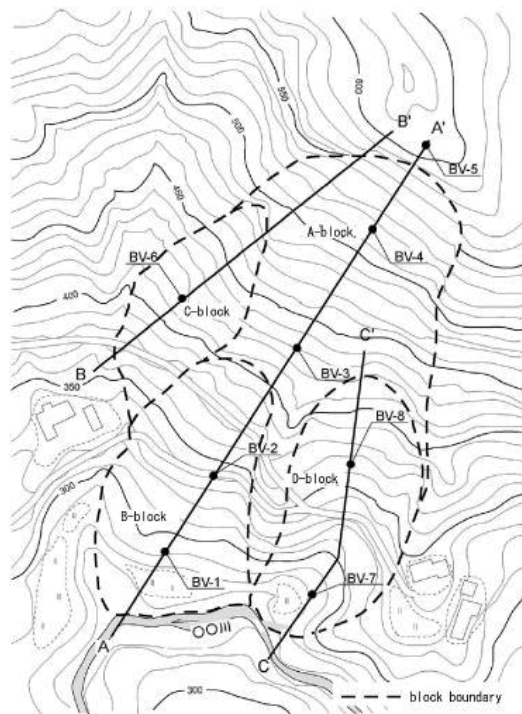 600
550
B'
A'
500
BV-5
450
A-block
BV-4
BV-6
C-block
400
C'
B
BV-3
350
BV-8
BV-2
D-block
300
B-block
BV-7
BV-1
A
C
300
block boundary